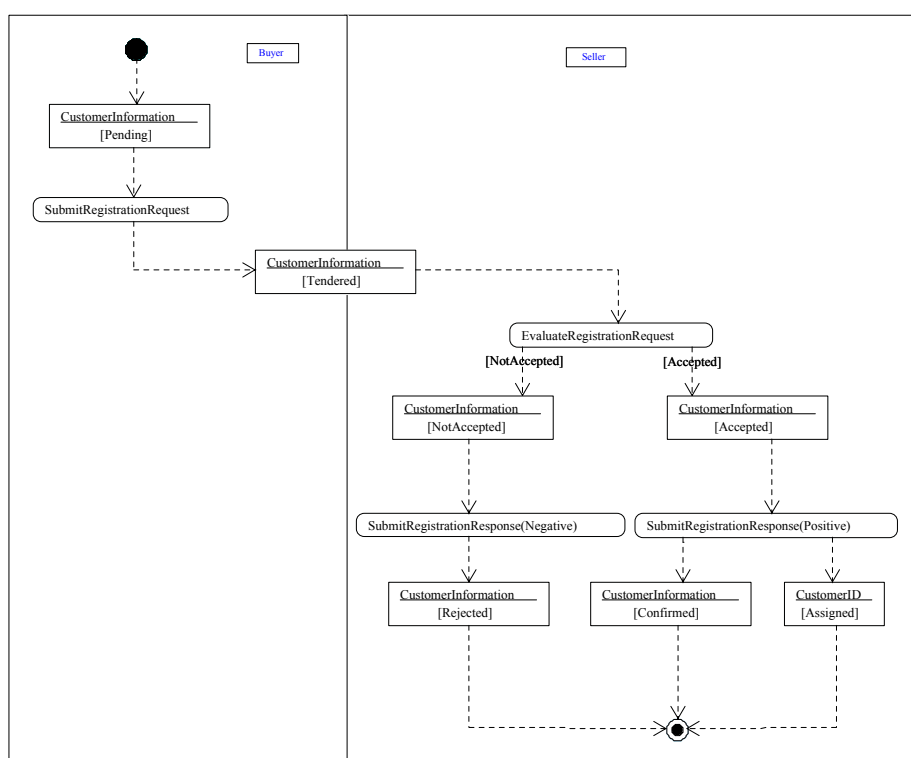 Buyer
Seller
CustomerInformation
[Pending]
SubmitRegistrationRequest
CustomerInformation
[Tendered]
EvaluateRegistrationRequest
[NotAccepted]
[Accepted]
CustomerInformation
[NotAccepted]
CustomerInformation
[Accepted]
SubmitRegistrationResponse(Negative)
SubmitRegistrationResponse(Positive)
CustomerInformation
[Rejected]
CustomerInformation
[Confirmed]
CustomerID
[Assigned]